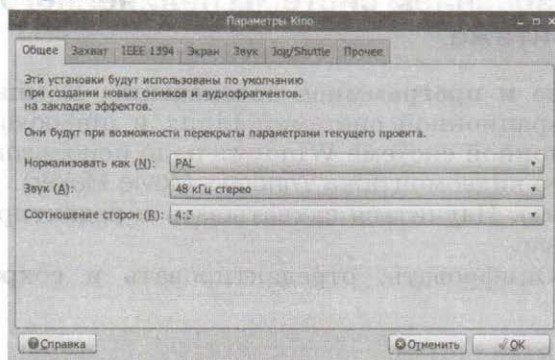 Параметры Kino
Общее Захват IEEE 1394 Экран Звук Jog/Shuttle Прочее
Эти установки будут использованы по умолчанию
при создании новых снимков и аудиофрагментов
на закладке эффектов.
Они будут при возможности перекрыты параметрами текущего проекта.
Нормализовать как (N): PAL
Звук (A): 48 кГц стерео
Соотношение сторон (R): 4:3
Справка Отменить OK